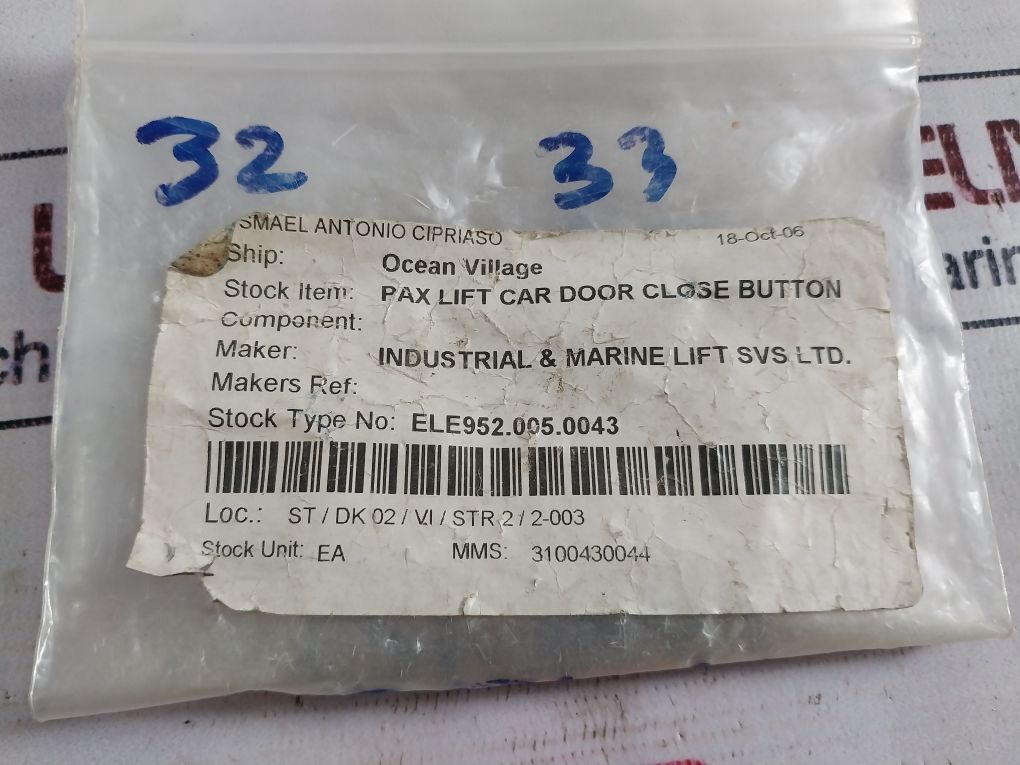 32 33
SMAEL ANTONIO CIPRIASO 18-Oct-06
Ship: Ocean Village
Stock Item: PAX LIFT CAR DOOR CLOSE BUTTON
Component:
Maker: INDUSTRIAL & MARINE LIFT SVS LTD.
Makers Ref:
Stock Type No: ELE952.005.0043
Loc.: ST / DK 02 / VI / STR 2 / 2-003
Stock Unit: EA MMS: 3100430044